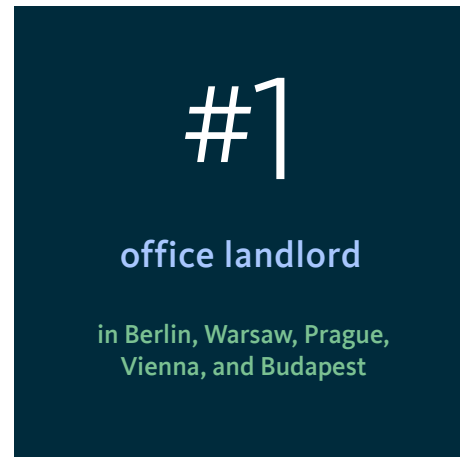 #1
office landlord
in Berlin, Warsaw, Prague,
Vienna, and Budapest